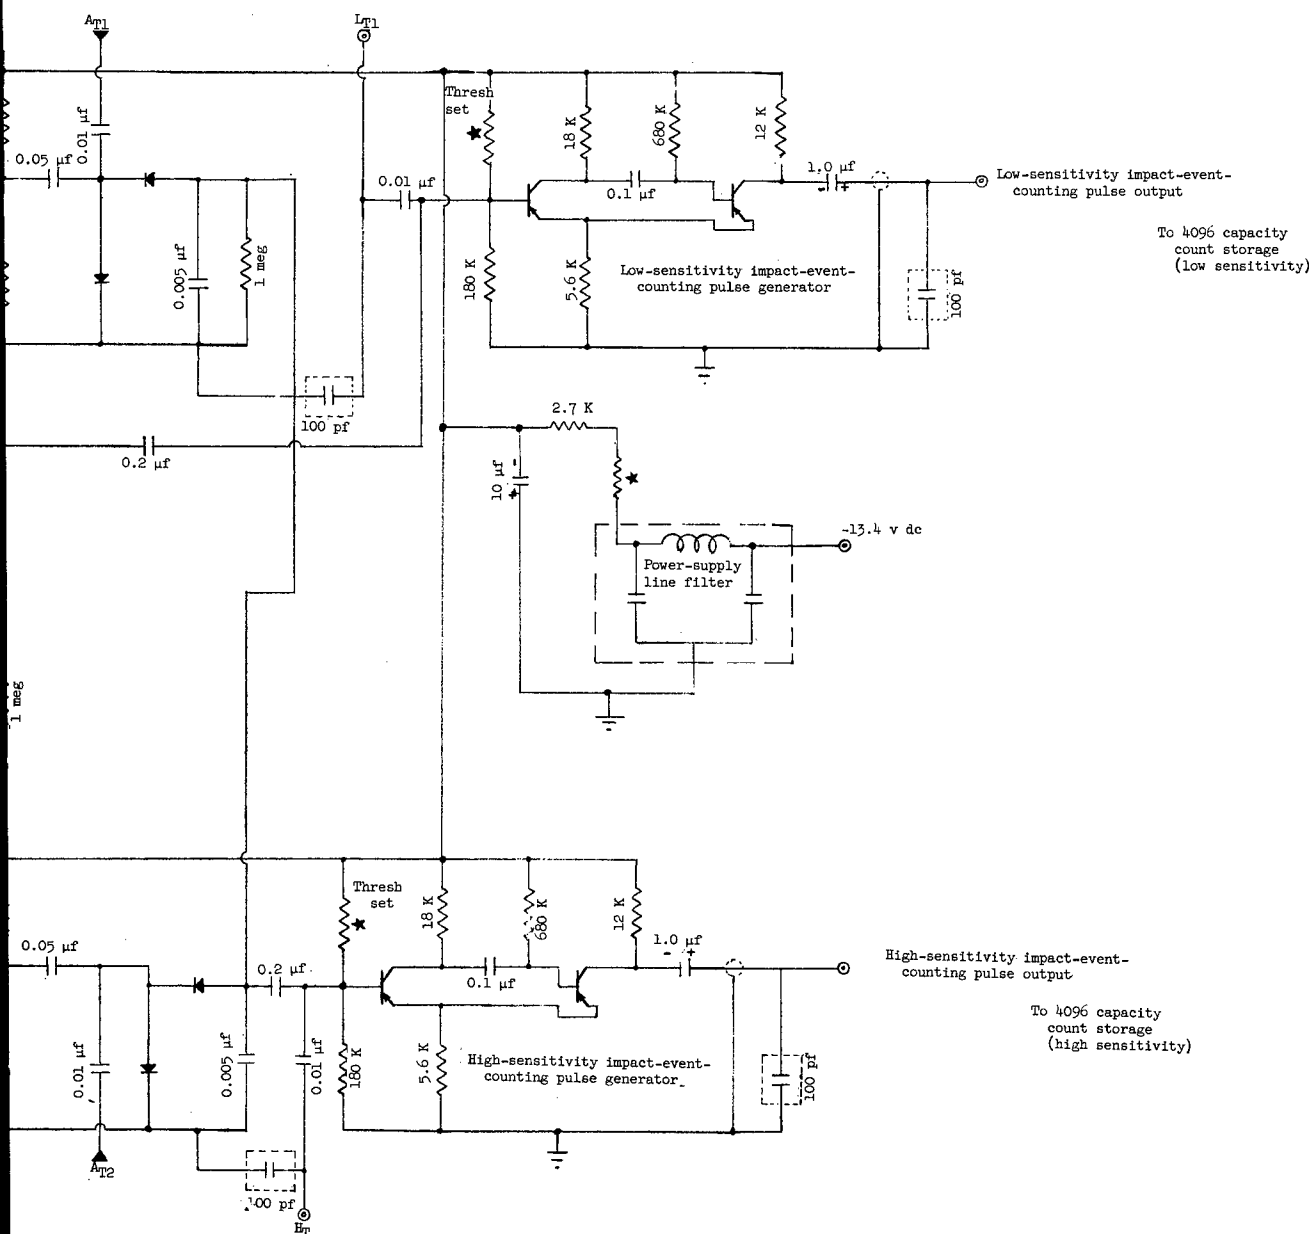 AT1
LT1
Thresh
set
0.01 µf
18 K
680 K
12 K
0.05 µf
0.01 µf
1.0 µf
- +
0.1 µf
Low-sensitivity impact-event-
counting pulse output
To 4096 capacity
count storage
(low sensitivity)
0.005 µf
1 meg
180 K
5.6 K
Low-sensitivity impact-event-
counting pulse generator
100 pf
100 pf
2.7 K
0.2 µf
10 µf
-
+
-13.4 v dc
Power-supply
line filter
1 meg
Thresh
set
18 K
680 K
12 K
0.05 µf
0.2 µf
0.1 µf
1.0 µf
- +
High-sensitivity impact-event-
counting pulse output
To 4096 capacity
count storage
(high sensitivity)
0.01 µf
0.005 µf
0.01 µf
180 K
5.6 K
High-sensitivity impact-event-
counting pulse generator
100 pf
AT2
100 pf
HT